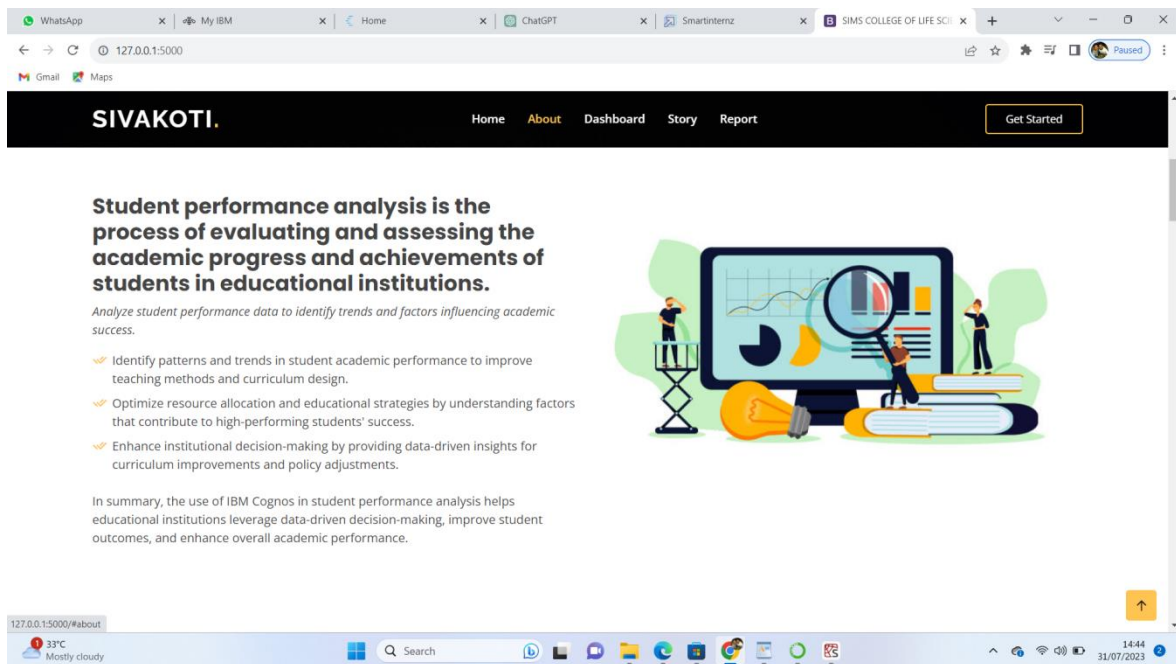 WhatsApp
My IBM
Home
ChatGPT
Smartinternz
SIMS COLLEGE OF LIFE SCI
127.0.0.1:5000
Paused
Gmail
Maps
SIVAKOTI.
Home About Dashboard Story Report
Get Started
Student performance analysis is the
process of evaluating and assessing the
academic progress and achievements of
students in educational institutions.
Analyze student performance data to identify trends and factors influencing academic
success.
Identify patterns and trends in student academic performance to improve
teaching methods and curriculum design.
Optimize resource allocation and educational strategies by understanding factors
that contribute to high-performing students' success.
Enhance institutional decision-making by providing data-driven insights for
curriculum improvements and policy adjustments.
In summary, the use of IBM Cognos in student performance analysis helps
educational institutions leverage data-driven decision-making, improve student
outcomes, and enhance overall academic performance.
127.0.0.1:5000/#about
1
33°C
Mostly cloudy
Search
14:44
31/07/2023
2